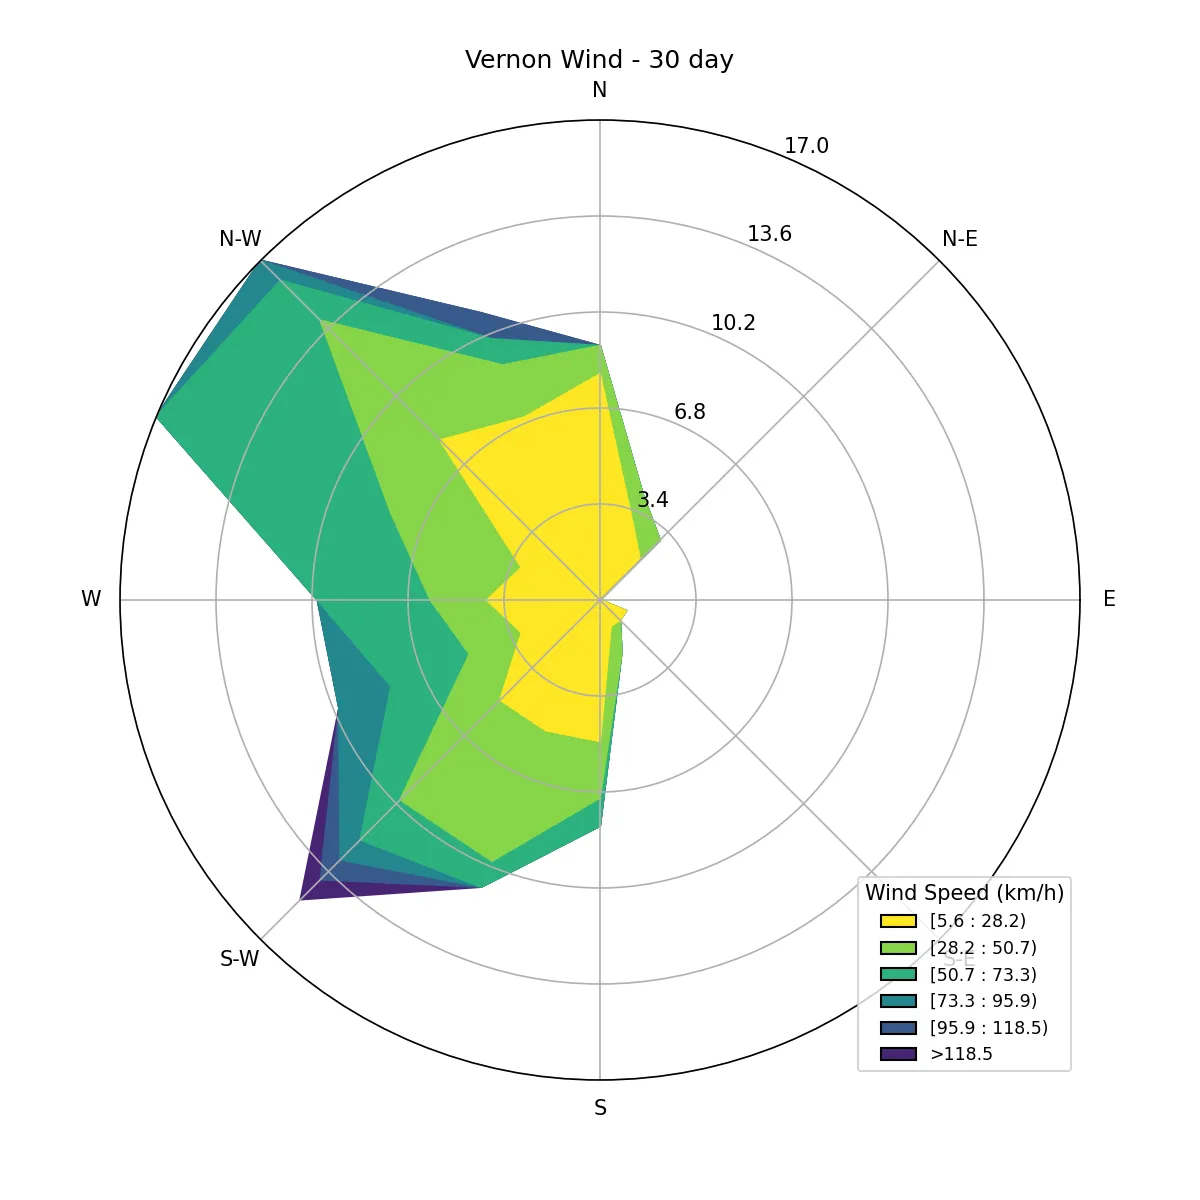 Vernon Wind - 30 day
N
17.0
13.6
N-W
N-E
10.2
6.8
3.4
W
E
S-W
S-E
Wind Speed (km/h)
[5.6 : 28.2)
[28.2 : 50.7)
[50.7 : 73.3)
[73.3 : 95.9)
[95.9 : 118.5)
>118.5
S